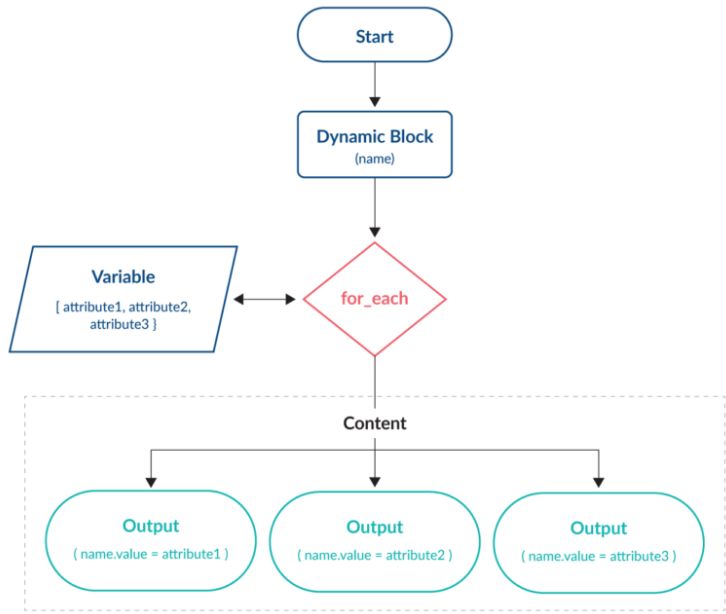 Start
Dynamic Block
(name)
Variable
[ attribute1, attribute2,
attribute3 }
for_each
Content
Output
( name.value = attribute1 )
Output
( name.value = attribute2 )
Output
( name.value = attribute3 )